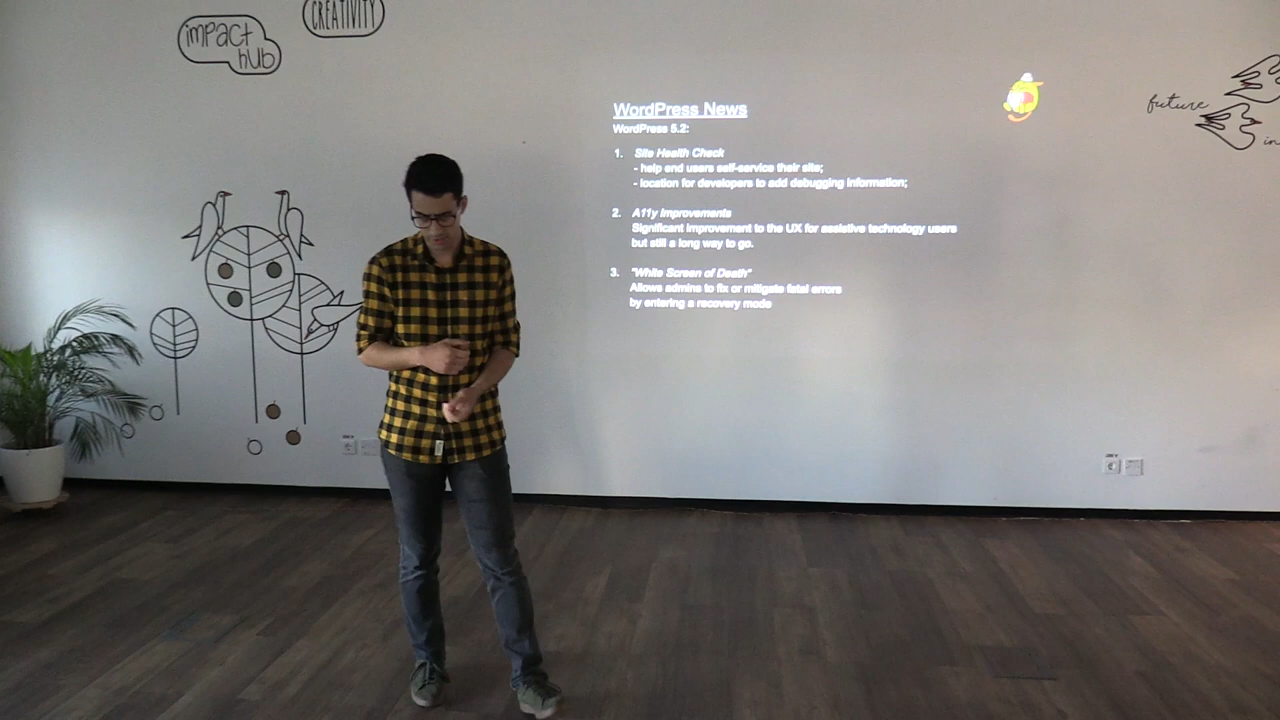 CREATIVITY
impact
hub
WordPress News
WordPress 5.2:
1. Site Health Check
- help end users self-service their site;
- location for developers to add debugging information;
2. A11y Improvements
Significant improvement to the UX for assistive technology users
but still a long way to go.
3. "White Screen of Death"
Allows admins to fix or mitigate fatal errors
by entering a recovery mode
future
in